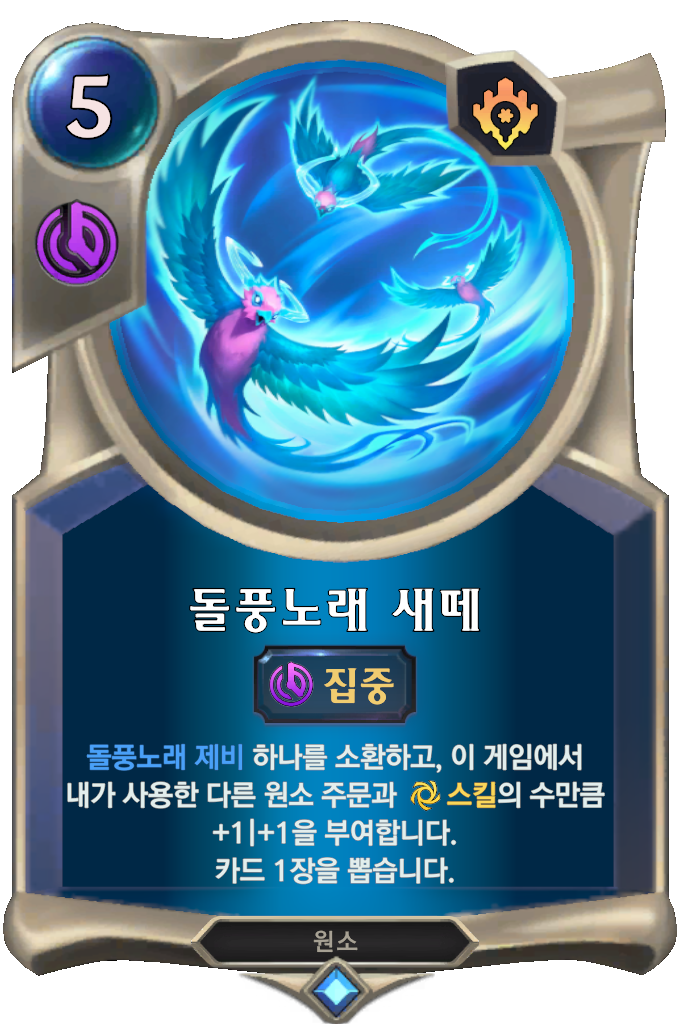 5
돌풍노래 새떼
집중
돌풍노래 제비 하나를 소환하고, 이 게임에서
내가 사용한 다른 원소 주문과 스킬의 수만큼
+1|+1을 부여합니다.
카드 1장을 뽑습니다.
원소